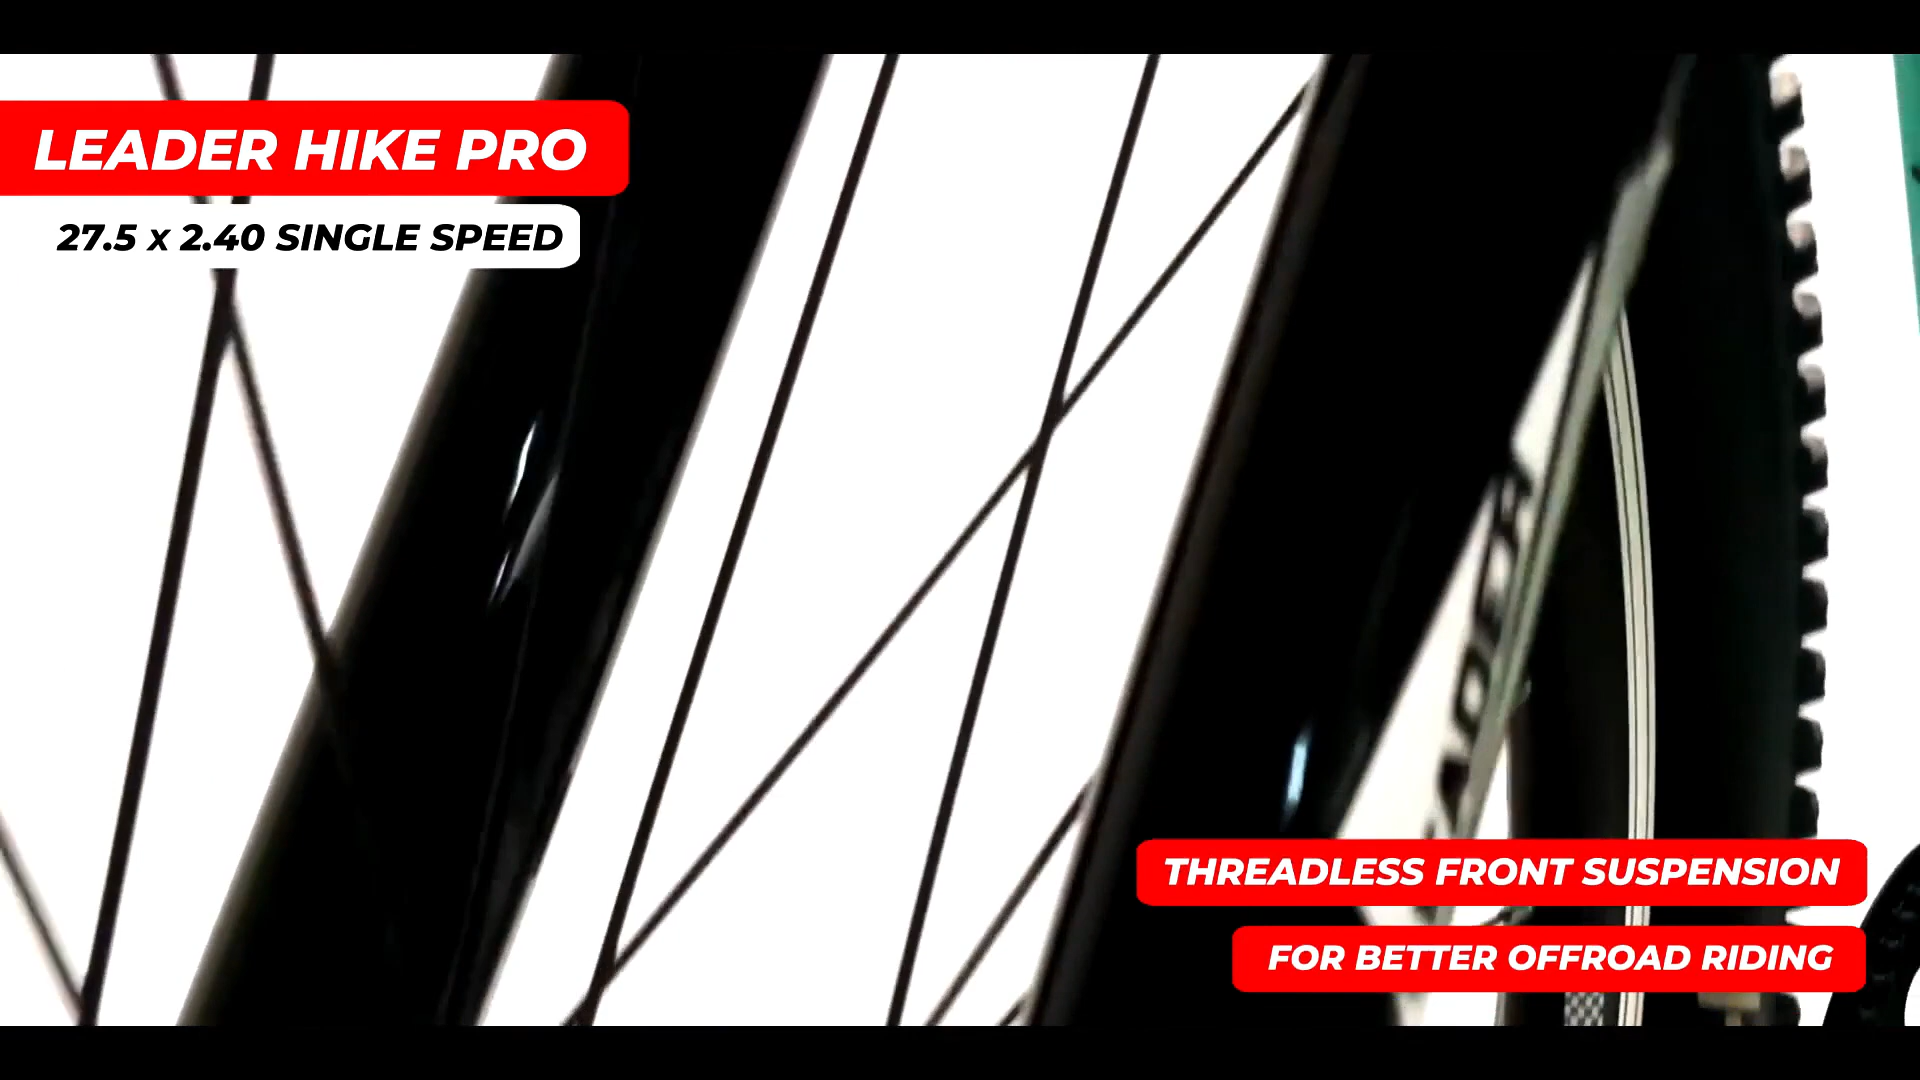 LEADER HIKE PRO
27.5 x 2.40 SINGLE SPEED
THREADLESS FRONT SUSPENSION
FOR BETTER OFFROAD RIDING